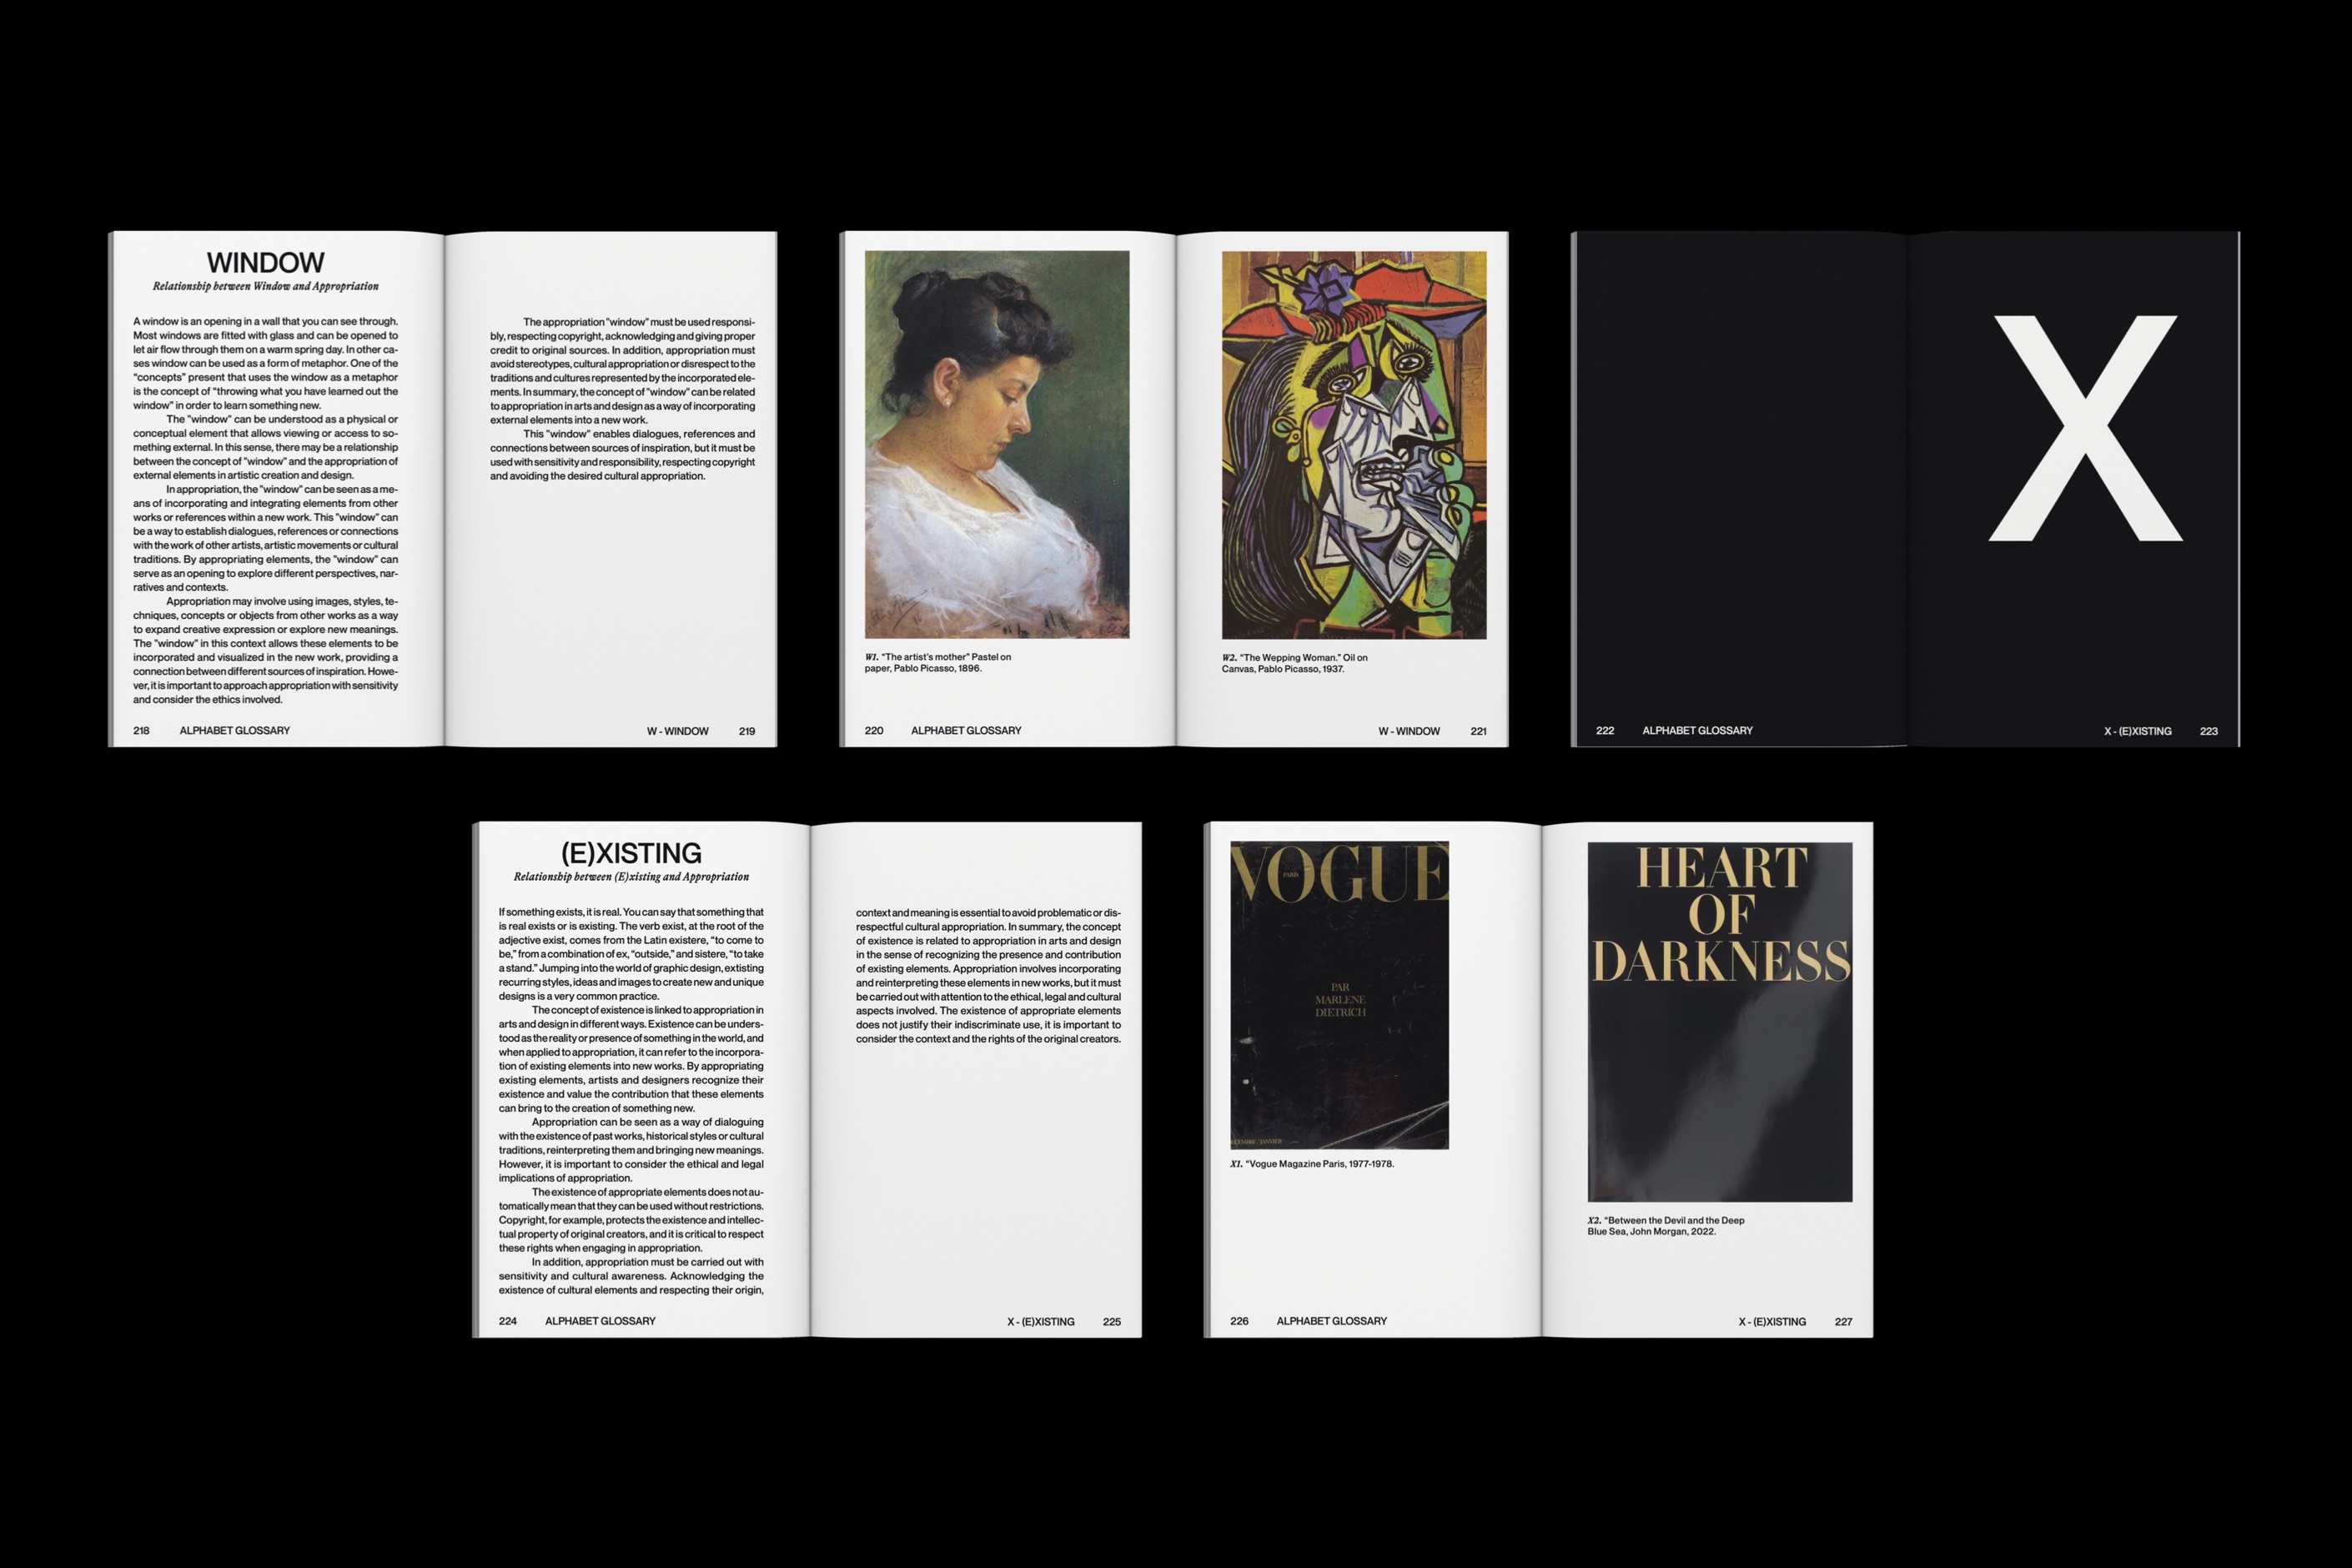 WINDOW
Relationship between Window and Appropriation
A window is an opening in a wall that you can see through.
Most windows are fitted with glass and can be opened to
let air flow through them on a warm spring day. In other ca-
ses window can be used as a form of metaphor. One of the
“concepts” present that uses the window as a metaphor
is the concept of “throwing what you have learned out the
window” in order to learn something new.
The "window" can be understood as a physical or
conceptual element that allows viewing or access to so-
mething external. In this sense, there may be a relationship
between the concept of "window" and the appropriation of
external elements in artistic creation and design.
In appropriation, the "window" can be seen as a me-
ans of incorporating and integrating elements from other
works or references within a new work. This "window" can
be a way to establish dialogues, references or connections
with the work of other artists, artistic movements or cultural
traditions. By appropriating elements, the "window" can
serve as an opening to explore different perspectives, nar-
ratives and contexts.
Appropriation may involve using images, styles, te-
chniques, concepts or objects from other works as a way
to expand creative expression or explore new meanings.
The "window" in this context allows these elements to be
incorporated and visualized in the new work, providing a
connection between different sources of inspiration. Howe-
ver, it is important to approach appropriation with sensitivity
and consider the ethics involved.
218 ALPHABET GLOSSARY
The appropriation "window" must be used responsi-
bly, respecting copyright, acknowledging and giving proper
credit to original sources. In addition, appropriation must
avoid stereotypes, cultural appropriation or disrespect to the
traditions and cultures represented by the incorporated ele-
ments. In summary, the concept of "window" can be related
to appropriation in arts and design as a way of incorporating
external elements into a new work.
This "window" enables dialogues, references and
connections between sources of inspiration, but it must be
used with sensitivity and responsibility, respecting copyright
and avoiding the desired cultural appropriation.
W - WINDOW 219
W1. “The artist’s mother” Pastel on
paper, Pablo Picasso, 1896.
220 ALPHABET GLOSSARY
W2. “The Wepping Woman.” Oil on
Canvas, Pablo Picasso, 1937.
W - WINDOW 221
222 ALPHABET GLOSSARY
X
X - (E)XISTING 223
(E)XISTING
Relationship between (E)xisting and Appropriation
If something exists, it is real. You can say that something that
is real exists or is existing. The verb exist, at the root of the
adjective exist, comes from the Latin existere, “to come to
be,” from a combination of ex, “outside,” and sistere, “to take
a stand.” Jumping into the world of graphic design, extisting
recurring styles, ideas and images to create new and unique
designs is a very common practice.
The concept of existence is linked to appropriation in
arts and design in different ways. Existence can be unders-
tood as the reality or presence of something in the world, and
when applied to appropriation, it can refer to the incorpora-
tion of existing elements into new works. By appropriating
existing elements, artists and designers recognize their
existence and value the contribution that these elements
can bring to the creation of something new.
Appropriation can be seen as a way of dialoguing
with the existence of past works, historical styles or cultural
traditions, reinterpreting them and bringing new meanings.
However, it is important to consider the ethical and legal
implications of appropriation.
The existence of appropriate elements does not au-
tomatically mean that they can be used without restrictions.
Copyright, for example, protects the existence and intellec-
tual property of original creators, and it is critical to respect
these rights when engaging in appropriation.
In addition, appropriation must be carried out with
sensitivity and cultural awareness. Acknowledging the
existence of cultural elements and respecting their origin,
224 ALPHABET GLOSSARY
context and meaning is essential to avoid problematic or dis-
respectful cultural appropriation. In summary, the concept
of existence is related to appropriation in arts and design
in the sense of recognizing the presence and contribution
of existing elements. Appropriation involves incorporating
and reinterpreting these elements in new works, but it must
be carried out with attention to the ethical, legal and cultural
aspects involved. The existence of appropriate elements
does not justify their indiscriminate use, it is important to
consider the context and the rights of the original creators.
X - (E)XISTING 225
VOGUE
PARIS
PAR
MARLENE
DIETRICH
X1. “Vogue Magazine Paris, 1977-1978.
226 ALPHABET GLOSSARY
HEART
OF
DARKNESS
X2. “Between the Devil and the Deep
Blue Sea, John Morgan, 2022.
X - (E)XISTING 227